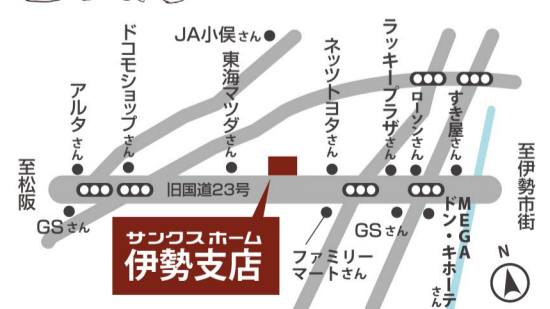 JA小俣さん
ドコモショップさん
東海マツダさん
ネッツトヨタさん
ラッキープラザさん
ローソンさん
すき屋さん
アルタさん
至松阪
旧国道23号
至伊勢市街
GSさん
サンクスホーム
伊勢支店
ファミリー
マートさん
GSさん
MEGA
ドン・キホーテさん
N